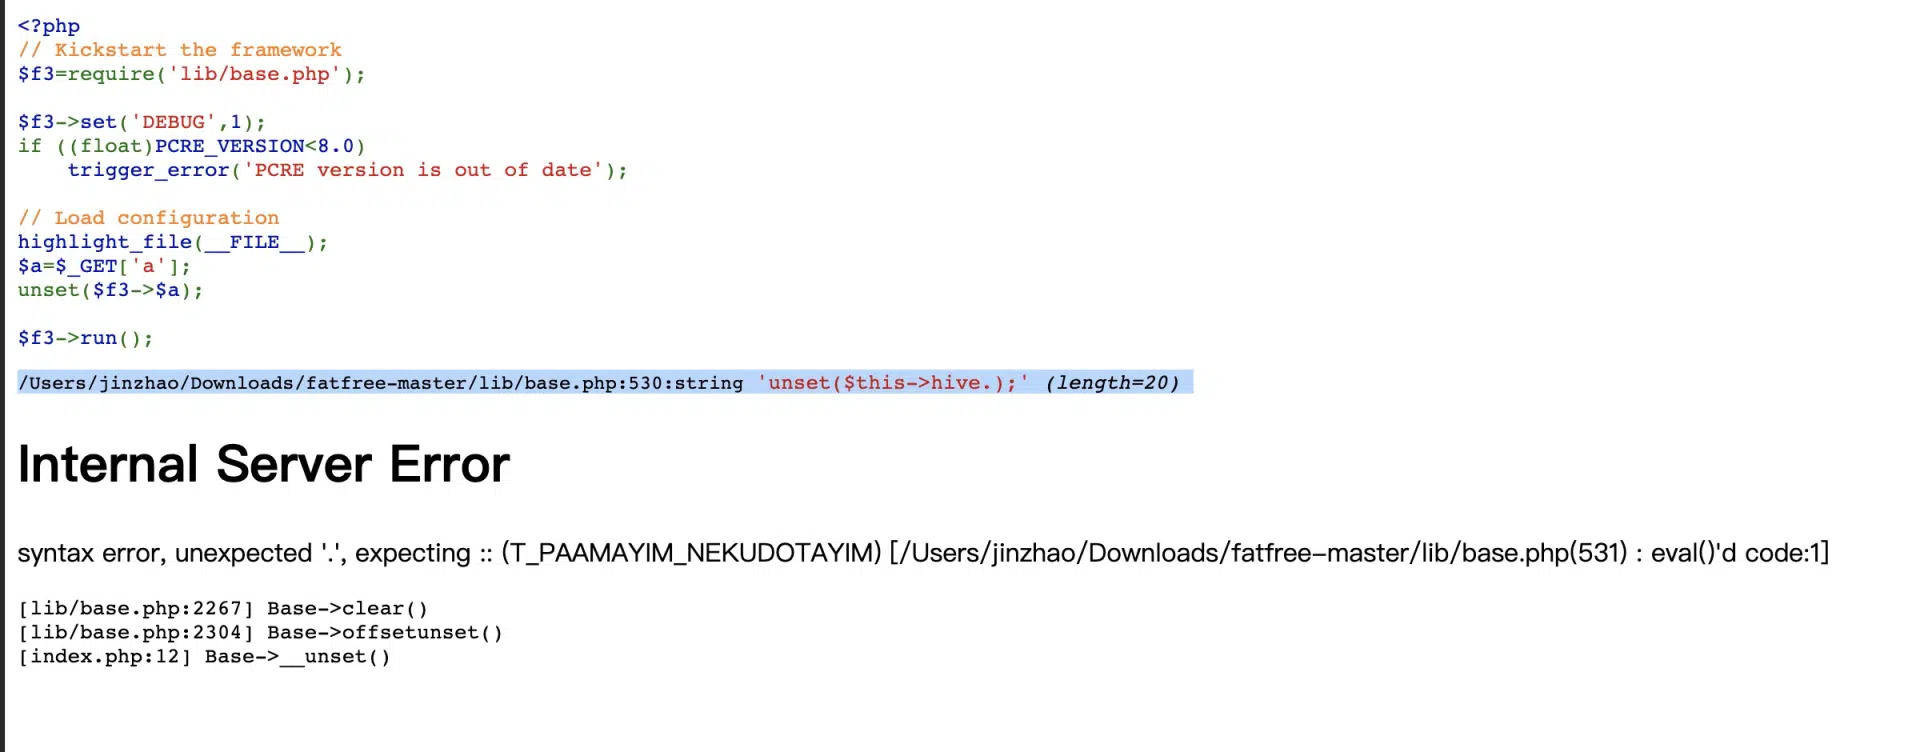 <?php
// Kickstart the framework
$f3=require('lib/base.php');
$f3->set('DEBUG',1);
if ((float)PCRE_VERSION<8.0)
    trigger_error('PCRE version is out of date');
// Load configuration
highlight_file(__FILE__);
$a=$_GET['a'];
unset($f3->$a);
$f3->run();
/Users/jinzhao/Downloads/fatfree-master/lib/base.php:530:string 'unset($this->hive.);' (length=20)
Internal Server Error
syntax error, unexpected '.', expecting :: (T_PAAMAYIM_NEKUDOTAYIM) [/Users/jinzhao/Downloads/fatfree-master/lib/base.php(531) : eval()'d code:1]
[lib/base.php:2267] Base->clear()
[lib/base.php:2304] Base->offsetunset()
[index.php:12] Base->__unset()